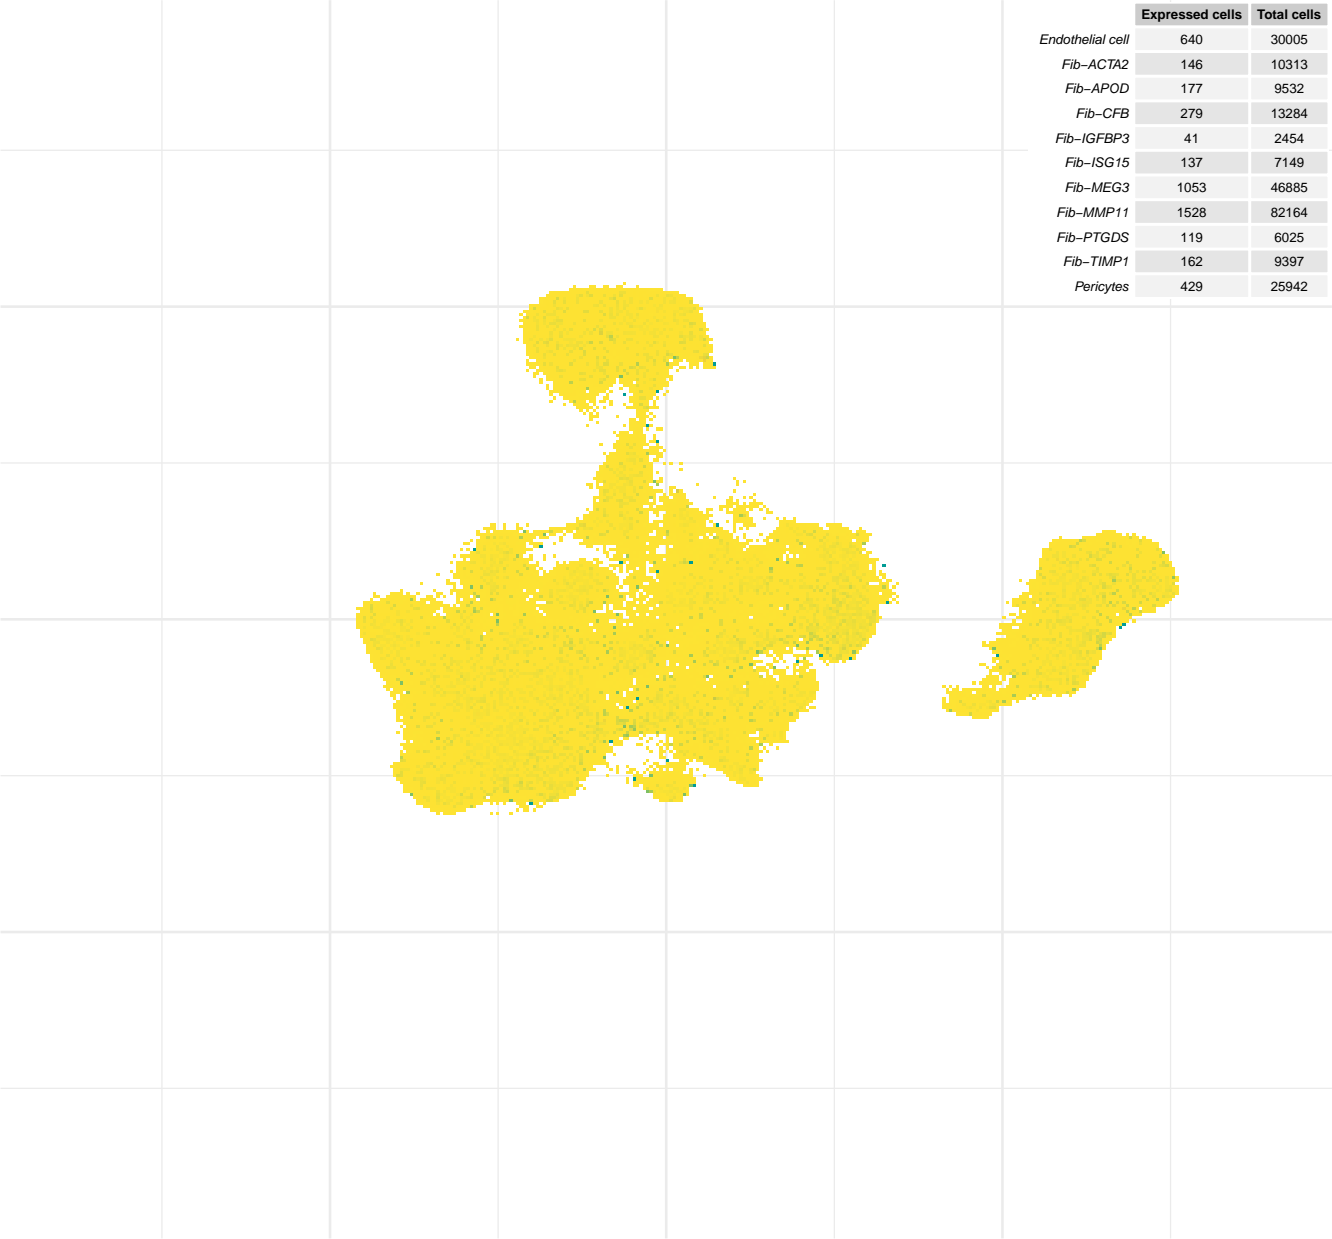 Expressed cells Total cells
Endothelial cell 640 30005
Fib−ACTA2 146 10313
Fib−APOD 177 9532
Fib−CFB 279 13284
Fib−IGFBP3 41 2454
Fib−ISG15 137 7149
Fib−MEG3 1053 46885
Fib−MMP11 1528 82164
Fib−PTGDS 119 6025
Fib−TIMP1 162 9397
Pericytes 429 25942